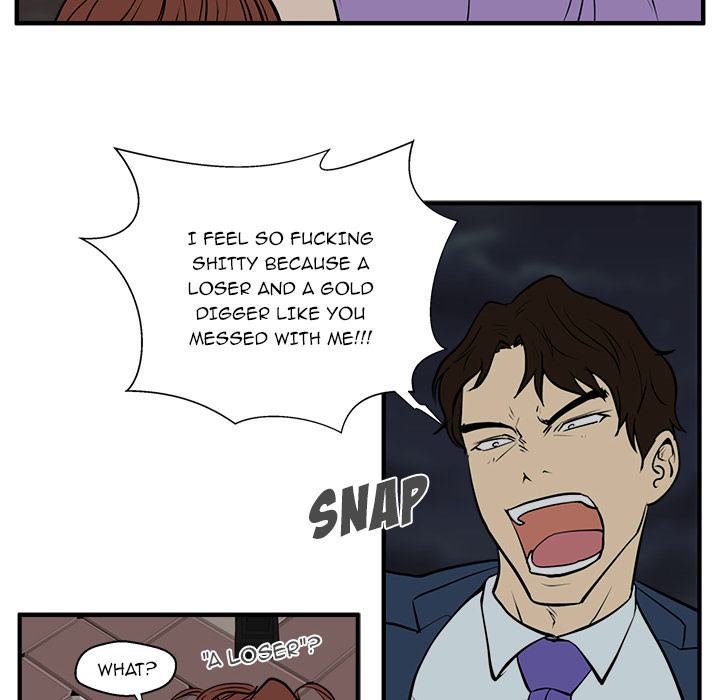 I FEEL SO FUCKING
SHITTY BECAUSE A
LOSER AND A GOLD
DIGGER LIKE YOU
MESSED WITH ME!!!
SNAP
WHAT?
"A LOSER"?